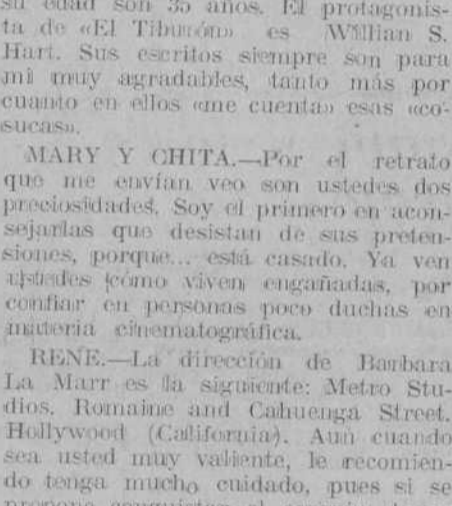 su edad son 35 años. El protagonis-
ta de «El Tiburón» es Willian S.
Hart. Sus escritos siempre son para
mi muy agradables, tanto más por
cuanto en ellos «me cuenta» esas «co-
sucas».
MARY Y CHITA.—Por el retrato
que me envían veo son ustedes dos
preciosidades. Soy el primero en acon-
sejarlas que desistan de sus preten-
siones, porque... está casado. Ya ven
ustedes cómo viven engañadas, por
confiar en personas poco duchas en
materia cinematográfica.
RENE.—La dirección de Barbara
La Marr es la siguiente: Metro Stu-
dios. Romaine and Cahuenga Street.
Hollywood (California). Aun cuando
sea usted muy valiente, le recomien-
do tenga mucho cuidado, pues si se